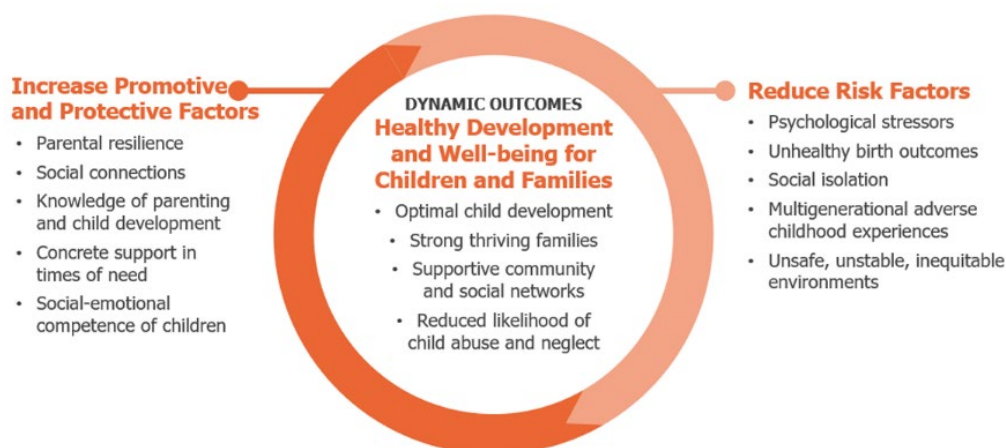 Increase Promotive
and Protective Factors
• Parental resilience
• Social connections
• Knowledge of parenting
and child development
• Concrete support in
times of need
• Social-emotional
competence of children
DYNAMIC OUTCOMES
Healthy Development
and Well-being for
Children and Families
• Optimal child development
• Strong thriving families
• Supportive community
and social networks
• Reduced likelihood of
child abuse and neglect
Reduce Risk Factors
• Psychological stressors
• Unhealthy birth outcomes
• Social isolation
• Multigenerational adverse
childhood experiences
• Unsafe, unstable, inequitable
environments